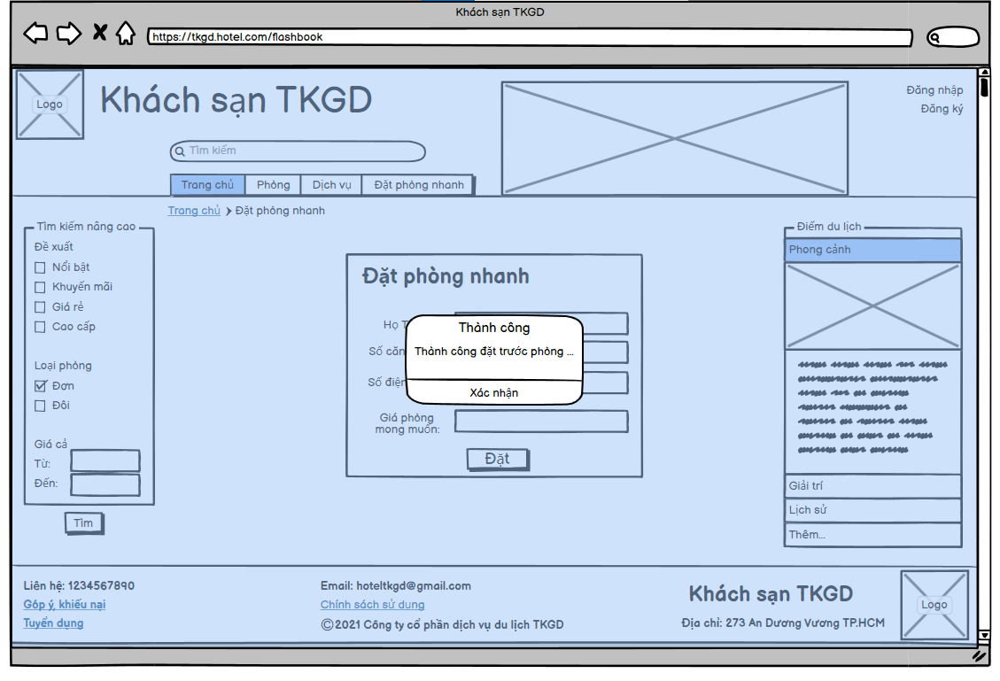 Khách sạn TKGD
https://tkgd.hotel.com/flashbook
Logo
Khách sạn TKGD
Đăng nhập
Đăng ký
Tìm kiếm
Trang chủ Phòng Dịch vụ Đặt phòng nhanh
Trang chủ > Đặt phòng nhanh
Tìm kiếm nâng cao
Đề xuất
Nổi bật
Khuyến mãi
Giá rẻ
Cao cấp
Loại phòng
Đơn
Đôi
Giá cả
Từ:
Đến:
Tìm
Đặt phòng nhanh
Họ
Số căn
Số điện
Giá phòng
mong muốn:
Đặt
Thành công
Thành công đặt trước phòng ...
Xác nhận
Điểm du lịch
Phong cảnh
Giải trí
Lịch sử
Thêm...
Liên hệ: 1234567890
Góp ý, khiếu nại
Tuyển dụng
Email: hoteltkgd@gmail.com
Chính sách sử dụng
©2021 Công ty cổ phần dịch vụ du lịch TKGD
Khách sạn TKGD
Địa chỉ: 273 An Dương Vương TP.HCM
Logo